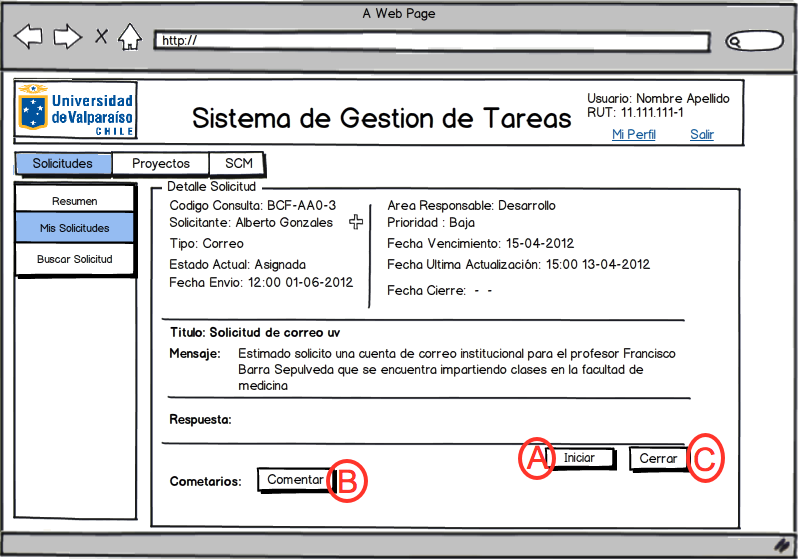 A Web Page
http://
Universidad
de Valparaíso
CHILE
Sistema de Gestion de Tareas
Usuario: Nombre Apellido
RUT: 11.111.111-1
Mi Perfil
Salir
Solicitudes
Proyectos
SCM
Resumen
Mis Solicitudes
Buscar Solicitud
Detalle Solicitud
Codigo Consulta: BCF-AA0-3
Solicitante: Alberto Gonzales
Tipo: Correo
Estado Actual: Asignada
Fecha Envio: 12:00 01-06-2012
Area Responsable: Desarrollo
Prioridad : Baja
Fecha Vencimiento: 15-04-2012
Fecha Ultima Actualización: 15:00 13-04-2012
Fecha Cierre: - -
Titulo: Solicitud de correo uv
Mensaje: Estimado solicito una cuenta de correo institucional para el profesor Francisco
Barra Sepulveda que se encuentra impartiendo clases en la facultad de
medicina
Respuesta:
A
Iniciar
Cerrar
C
Cometarios:
Comentar
B